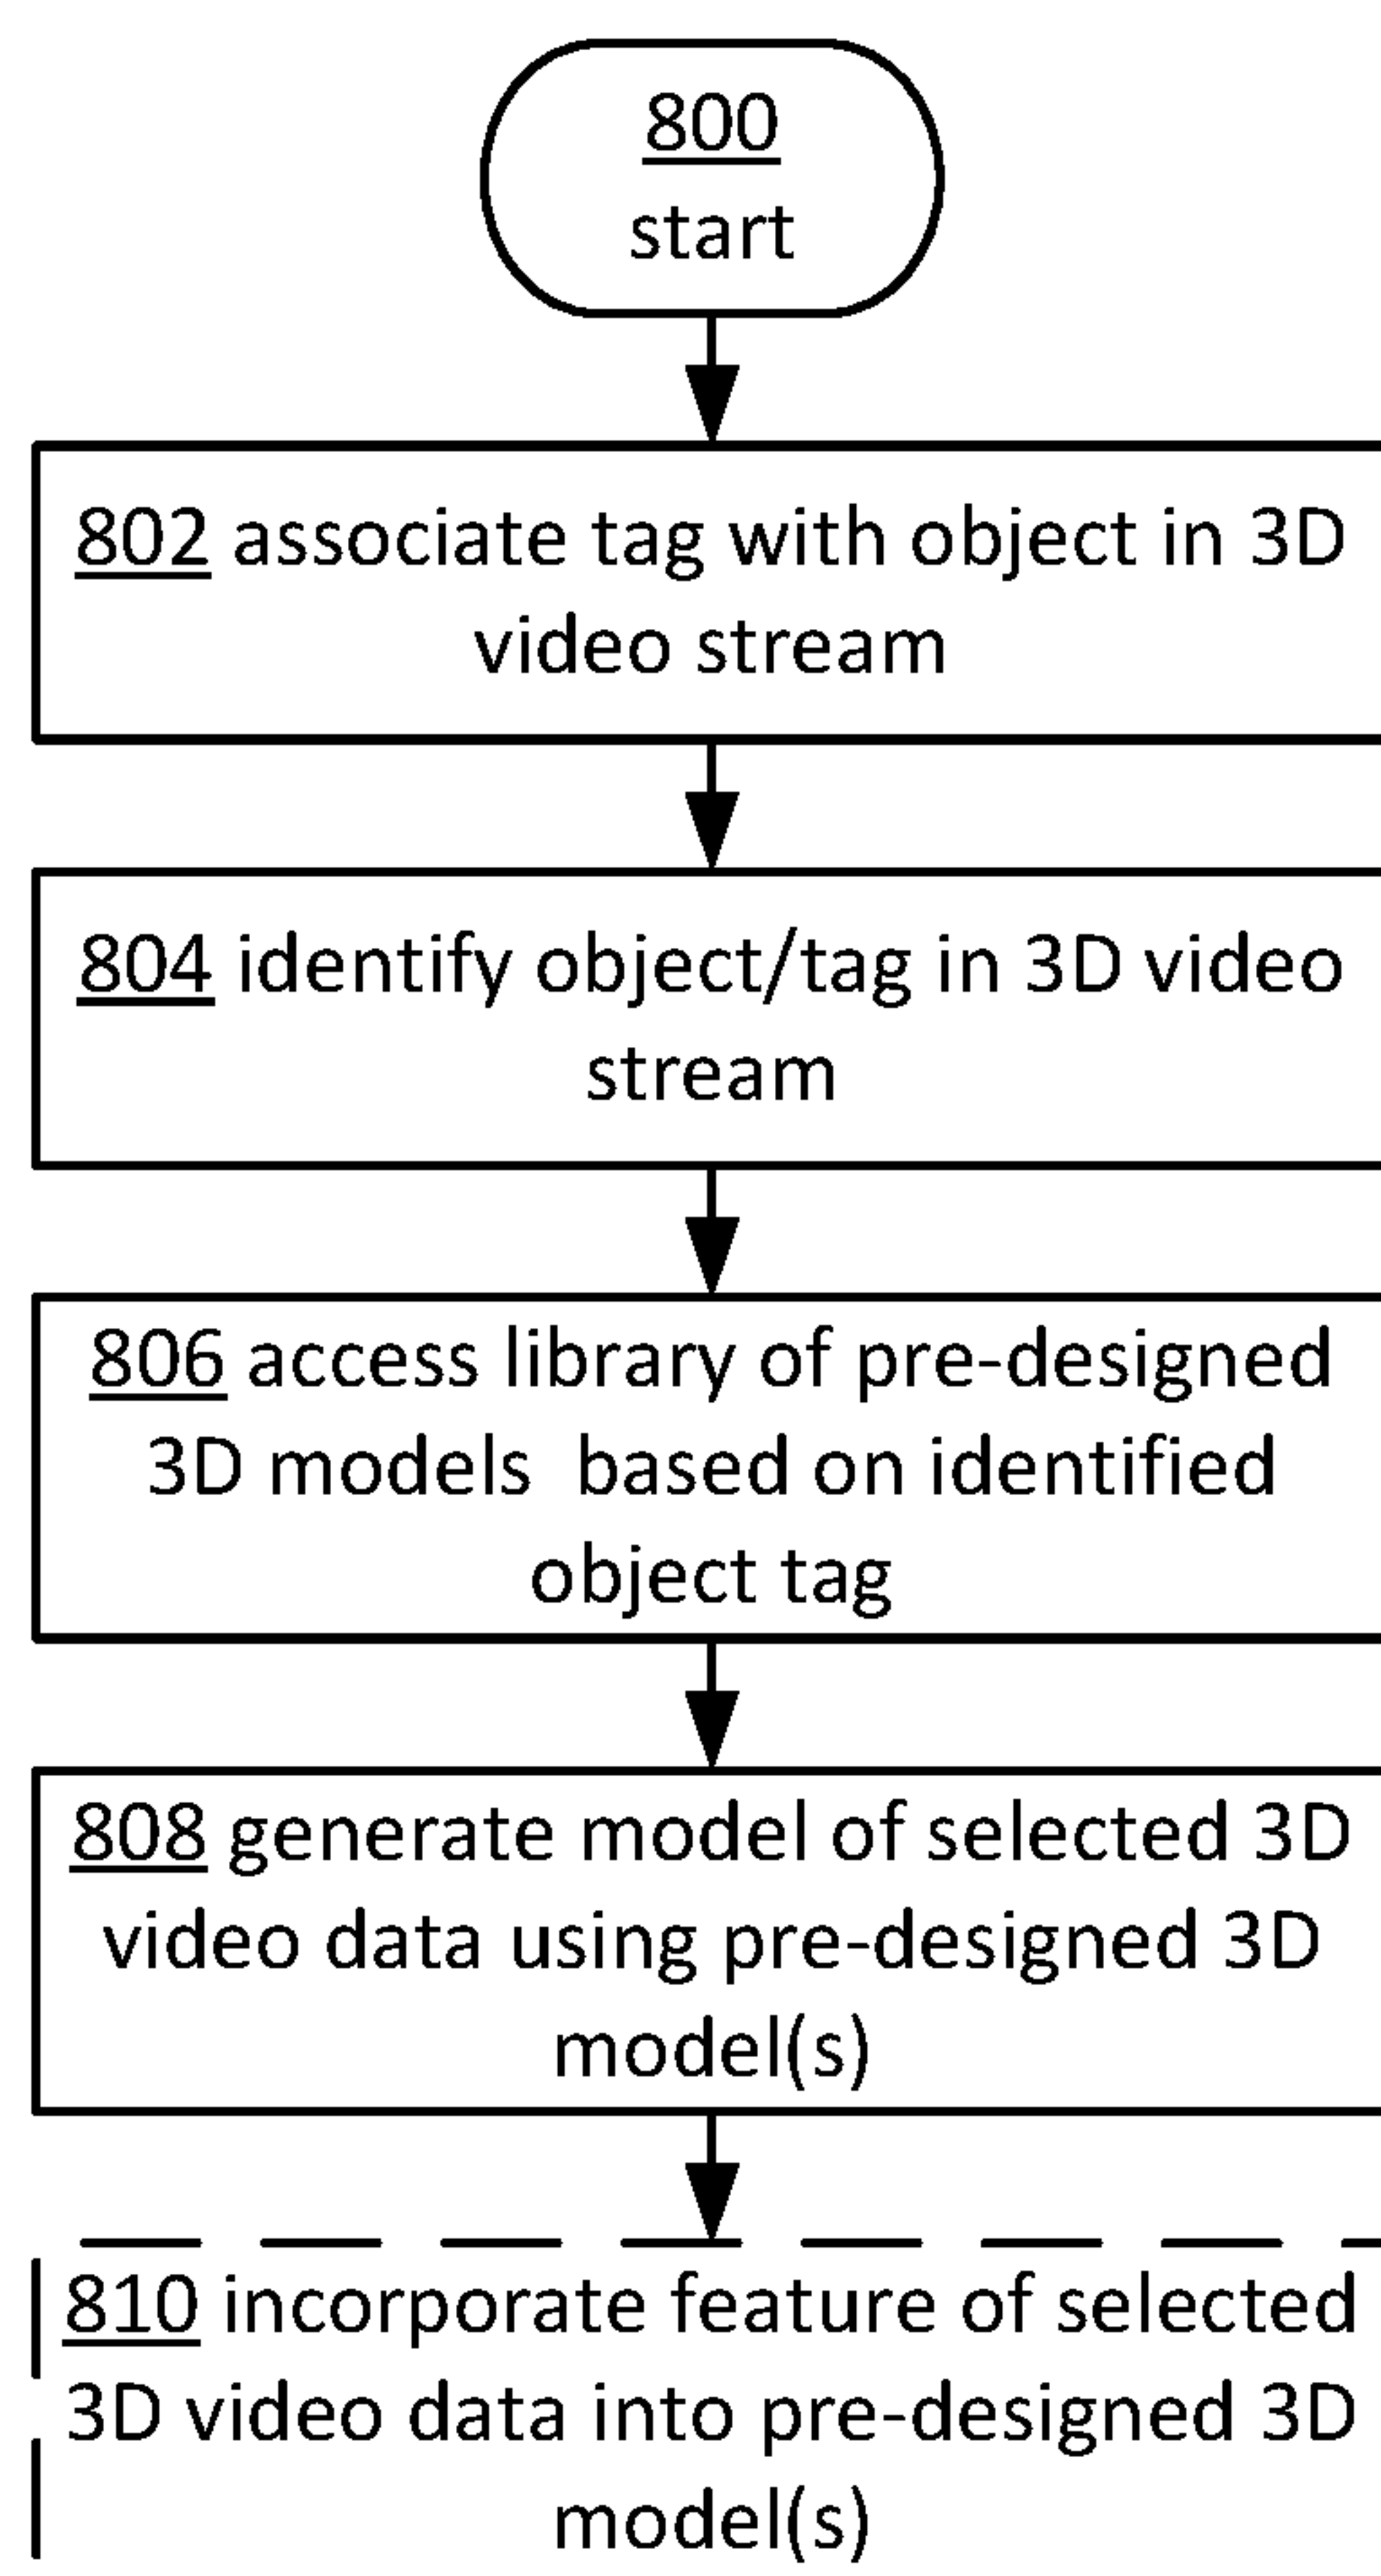 800
start
802 associate tag with object in 3D
video stream
804 identify object/tag in 3D video
stream
806 access library of pre-designed
3D models  based on identified
object tag
808 generate model of selected 3D
video data using pre-designed 3D
model(s)
810 incorporate feature of selected
3D video data into pre-designed 3D
model(s)